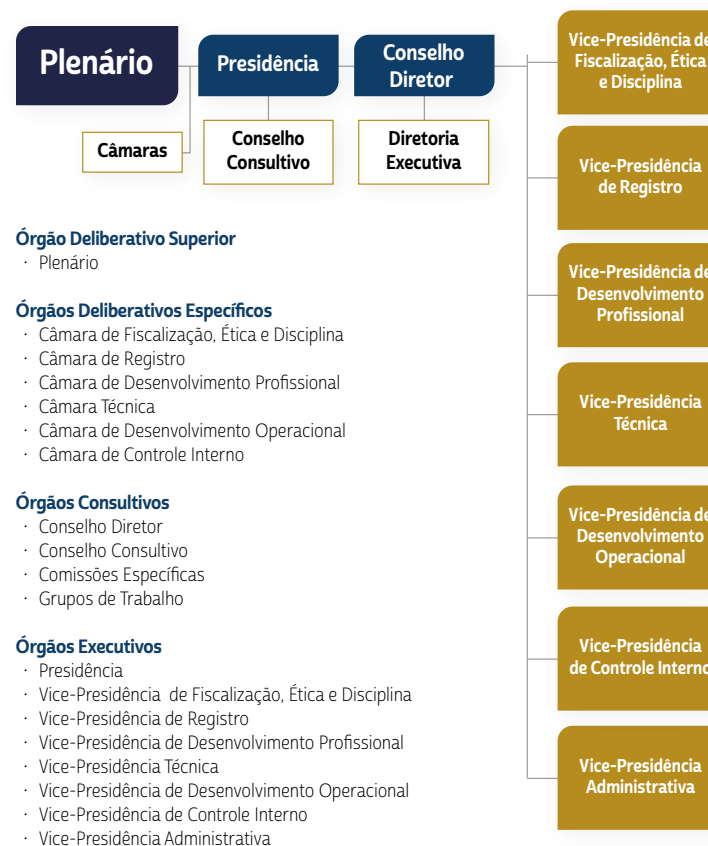 Plenário
Presidência
Conselho
Diretor
Câmaras
Conselho
Consultivo
Diretoria
Executiva
Vice-Presidência de
Fiscalização, Ética
e Disciplina
Vice-Presidência
de Registro
Vice-Presidência de
Desenvolvimento
Profissional
Vice-Presidência
Técnica
Vice-Presidência de
Desenvolvimento
Operacional
Vice-Presidência
de Controle Interno
Vice-Presidência
Administrativa
Órgão Deliberativo Superior
· Plenário
Órgãos Deliberativos Específicos
· Câmara de Fiscalização, Ética e Disciplina
· Câmara de Registro
· Câmara de Desenvolvimento Profissional
· Câmara Técnica
· Câmara de Desenvolvimento Operacional
· Câmara de Controle Interno
Órgãos Consultivos
· Conselho Diretor
· Conselho Consultivo
· Comissões Específicas
· Grupos de Trabalho
Órgãos Executivos
· Presidência
· Vice-Presidência de Fiscalização, Ética e Disciplina
· Vice-Presidência de Registro
· Vice-Presidência de Desenvolvimento Profissional
· Vice-Presidência Técnica
· Vice-Presidência de Desenvolvimento Operacional
· Vice-Presidência de Controle Interno
· Vice-Presidência Administrativa